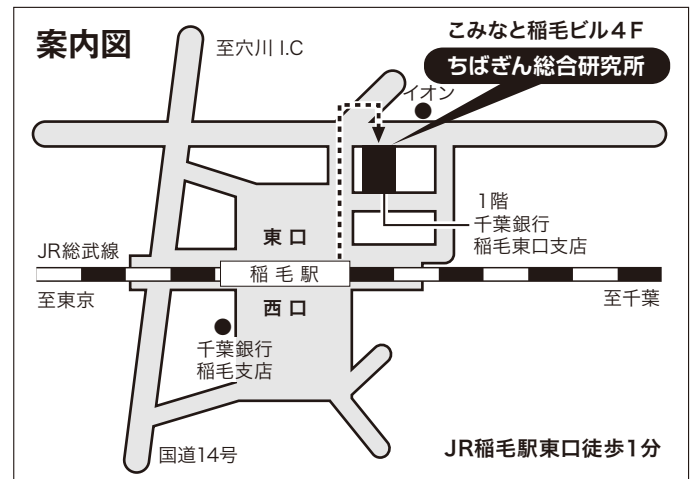 案内図
至穴川 I.C
こみなと稲毛ビル４Ｆ
ちばぎん総合研究所
イオン
1階
千葉銀行
稲毛東口支店
東口
JR総武線
稲毛駅
至東京
至千葉
西口
千葉銀行
稲毛支店
国道14号
JR稲毛駅東口徒歩1分